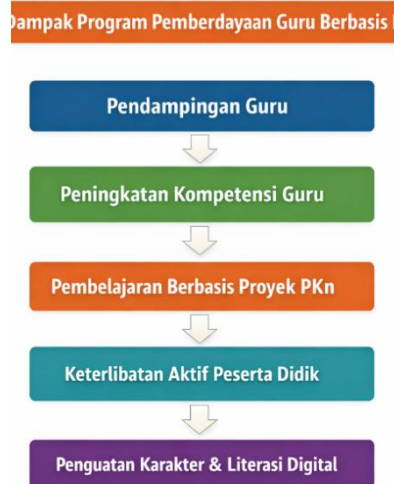 Dampak Program Pemberdayaan Guru Berbasis
Pendampingan Guru
Peningkatan Kompetensi Guru
Pembelajaran Berbasis Proyek PKn
Keterlibatan Aktif Peserta Didik
Penguatan Karakter & Literasi Digital